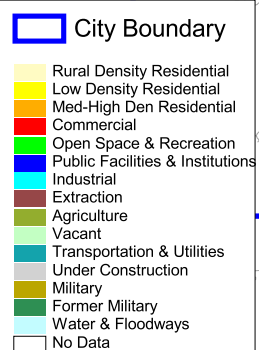 City Boundary
Rural Density Residential
Low Density Residential
Med-High Den Residential
Commercial
Open Space & Recreation
Public Facilities & Institutions
Industrial
Extraction
Agriculture
Vacant
Transportation & Utilities
Under Construction
Military
Former Military
Water & Floodways
No Data